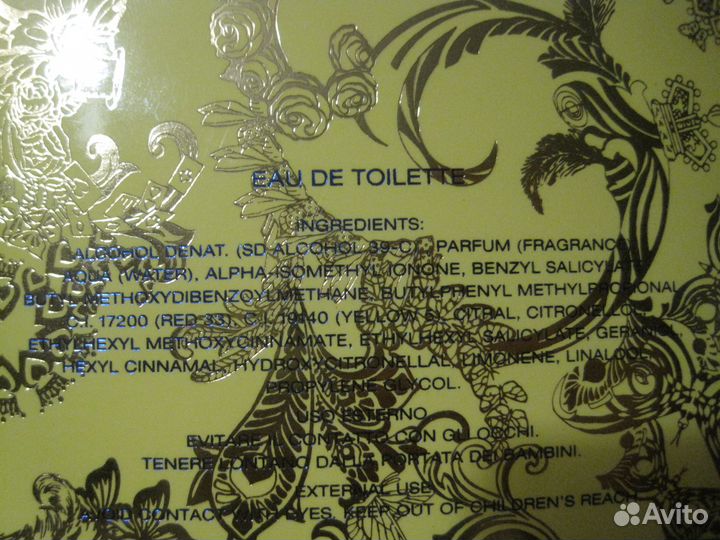 EAU DE TOILETTE
INGREDIENTS:
ALCOHOL DENAT. (SD ALCOHOL 39-C), PARFUM (FRAGRANCE),
AQUA (WATER), ALPHA-ISOMETHYL IONONE, BENZYL SALICYLATE,
BUTYL METHOXYDIBENZOYLMETHANE, BUTYLPHENYL METHYLPROPIONAL,
C.I. 17200 (RED 33), C.I. 19140 (YELLOW 5), CITRAL, CITRONELLOL,
ETHYLHEXYL METHOXYCINNAMATE, ETHYLHEXYL SALICYLATE, GERANIOL,
HEXYL CINNAMAL, HYDROXYCITRONELLAL, LIMONENE, LINALOOL,
PROPYLENE GLYCOL.
USO ESTERNO
EVITARE IL CONTATTO CON GLI OCCHI.
TENERE LONTANO DALLA PORTATA DEI BAMBINI.
EXTERNAL USE
AVOID CONTACT WITH EYES, KEEP OUT OF CHILDREN'S REACH.
Avito